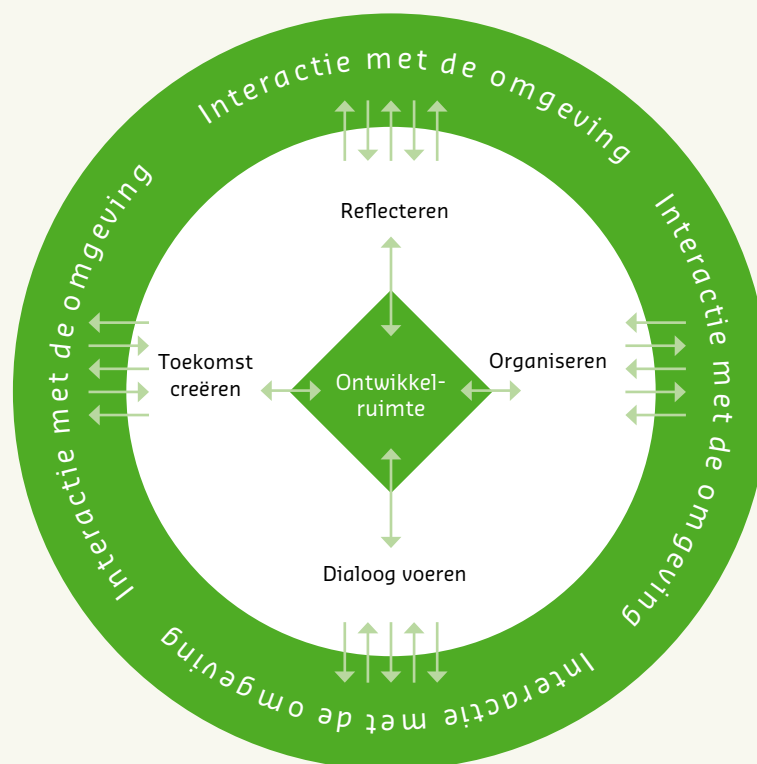 Interactie met de omgeving
Interactie met de omgeving
Reflecteren
Interactie met de omgeving
Toekomst
creëren
Ontwikkel-
ruimte
Organiseren
Dialoog voeren
Interactie met de omgeving